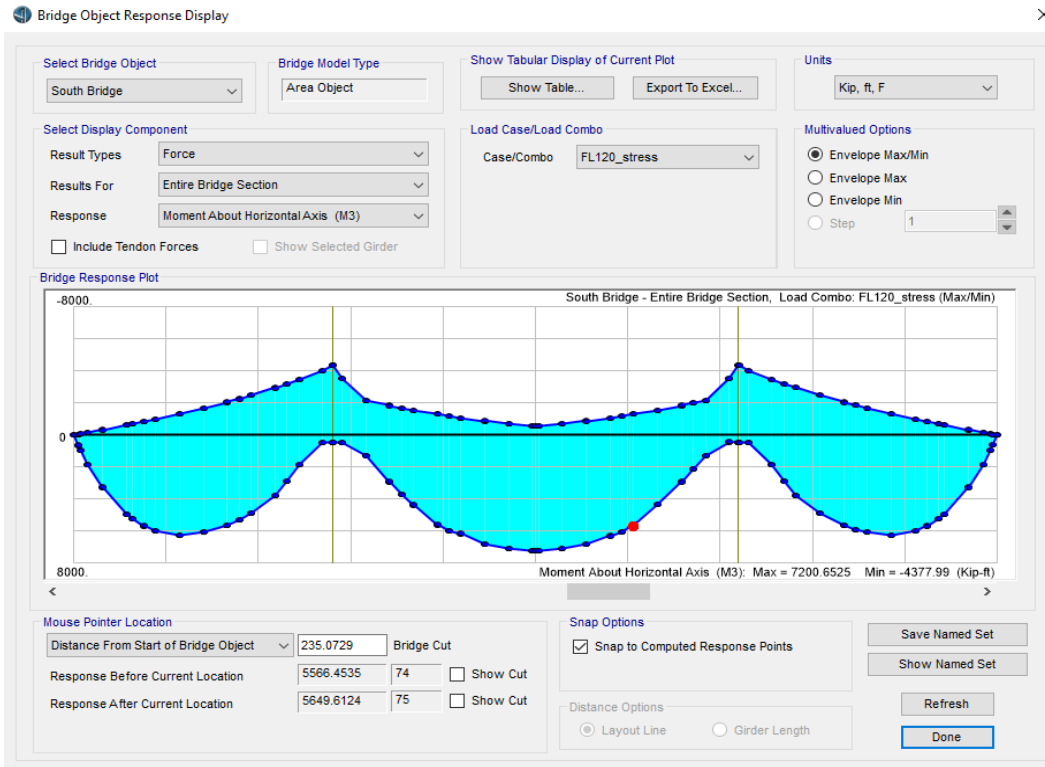 Bridge Object Response Display
Select Bridge Object
South Bridge
Bridge Model Type
Area Object
Show Tabular Display of Current Plot
Show Table...
Export To Excel...
Units
Kip, ft, F
Select Display Component
Result Types
Force
Results For
Entire Bridge Section
Response
Moment About Horizontal Axis (M3)
Include Tendon Forces
Show Selected Girder
Load Case/Load Combo
Case/Combo
FL120_stress
Multivalued Options
Envelope Max/Min
Envelope Max
Envelope Min
Step
1
Bridge Response Plot
-8000.
South Bridge - Entire Bridge Section, Load Combo: FL120_stress (Max/Min)
0
8000.
Moment About Horizontal Axis (M3): Max = 7200.6525 Min = -4377.99 (Kip-ft)
Mouse Pointer Location
Distance From Start of Bridge Object
235.0729
Bridge Cut
Response Before Current Location
5566.4535
74
Show Cut
Response After Current Location
5649.6124
75
Show Cut
Snap Options
Snap to Computed Response Points
Distance Options
Layout Line
Girder Length
Save Named Set
Show Named Set
Refresh
Done